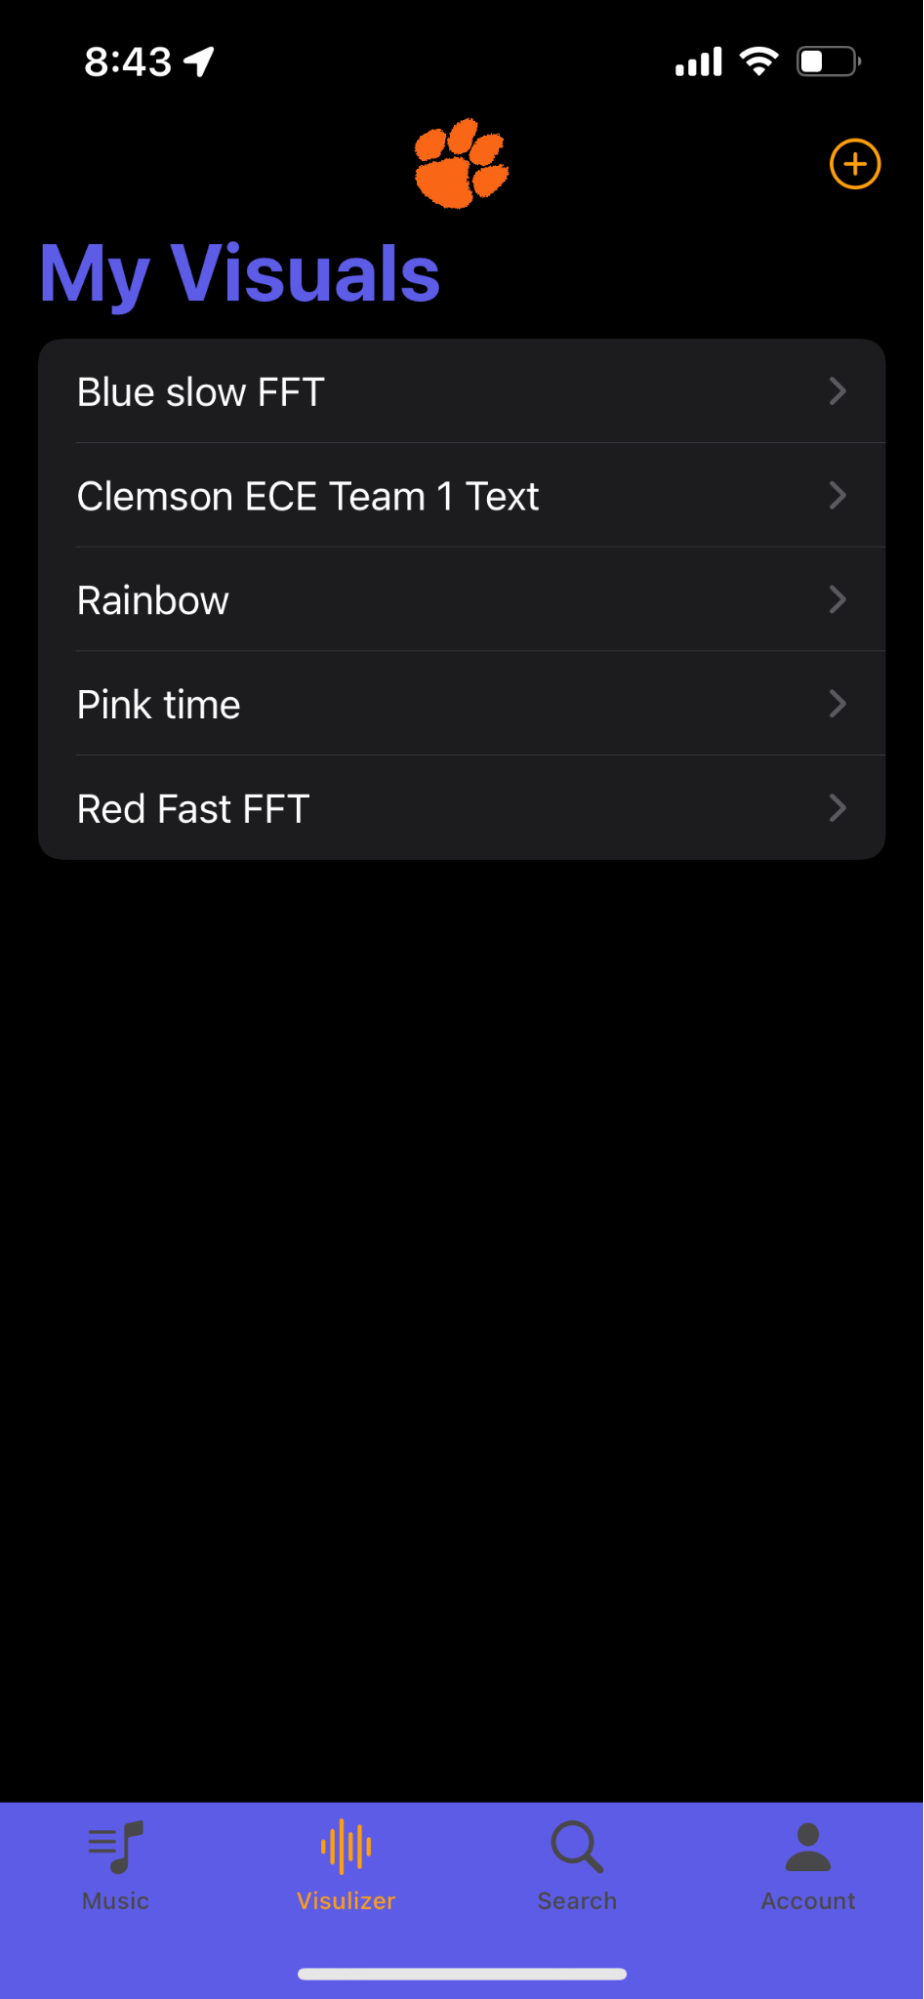 8:43
My Visuals
Blue slow FFT
Clemson ECE Team 1 Text
Rainbow
Pink time
Red Fast FFT
Music
Visulizer
Search
Account